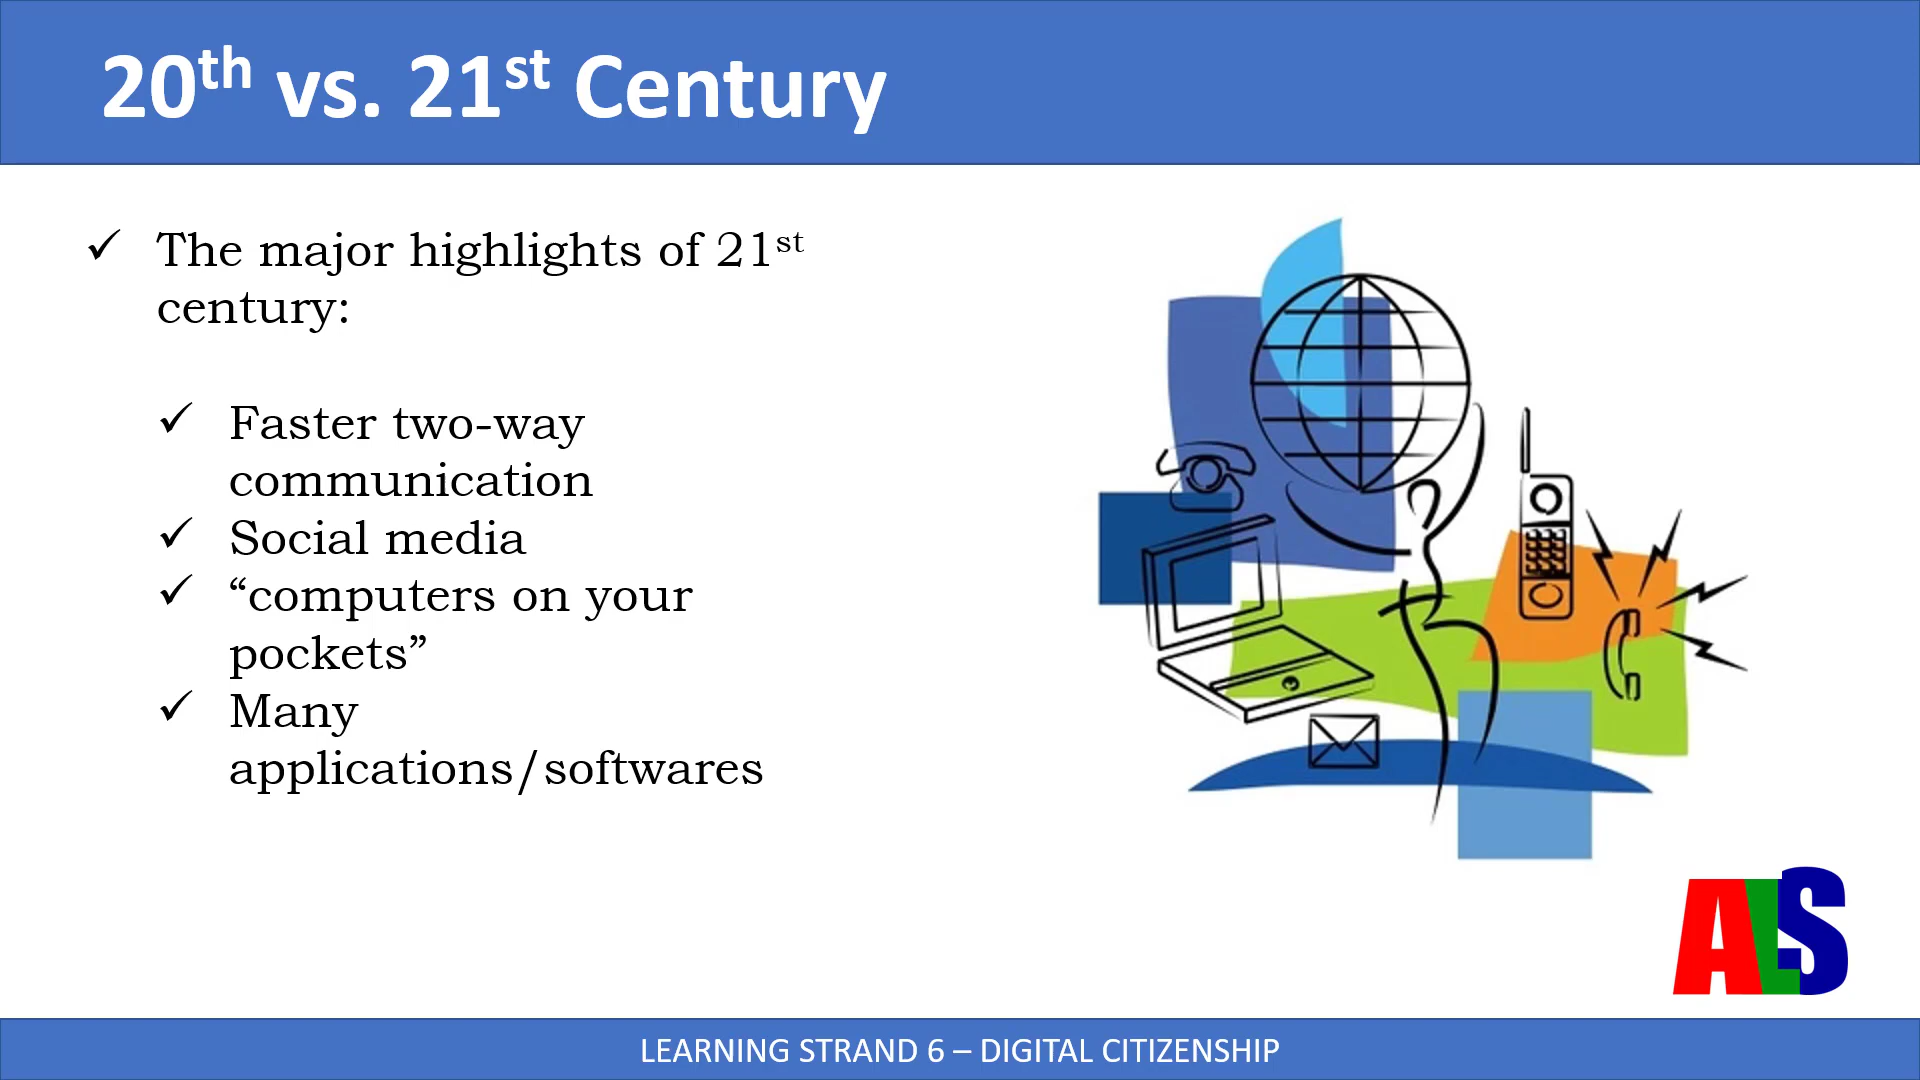 20th vs. 21st Century
The major highlights of 21st
century:
Faster two-way
communication
Social media
“computers on your
pockets”
Many
applications/softwares
ALS
LEARNING STRAND 6 – DIGITAL CITIZENSHIP